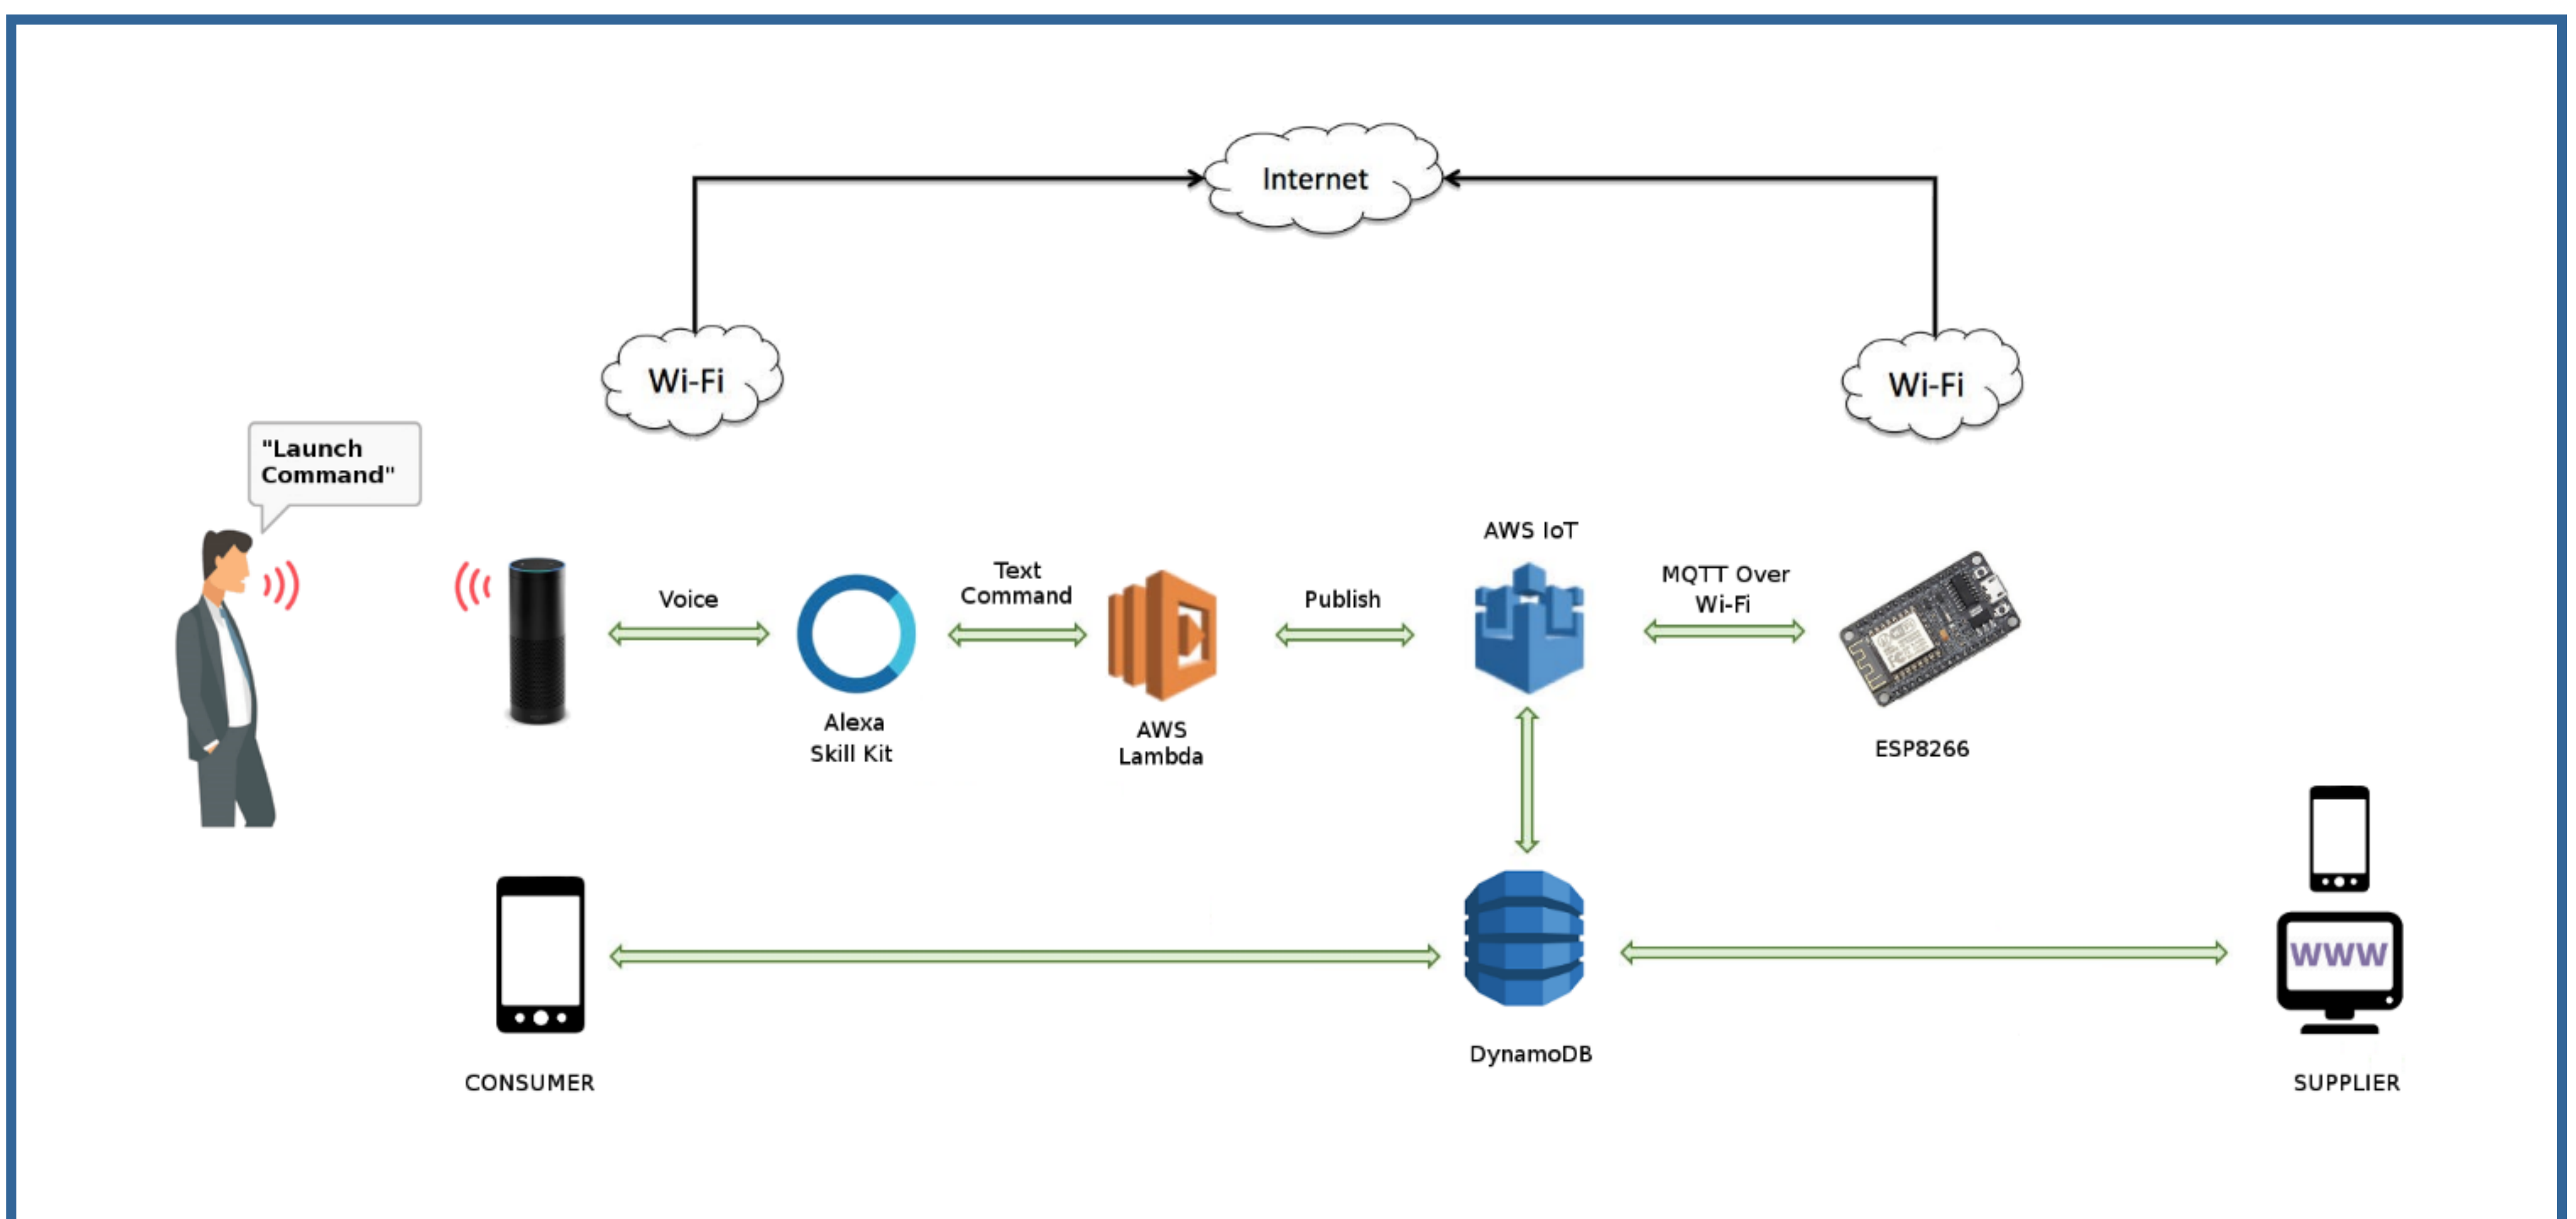 Internet
Wi-Fi
Wi-Fi
"Launch
Command"
AWS IoT
Voice
Text
Command
Publish
MQTT Over
Wi-Fi
Alexa
Skill Kit
AWS
Lambda
ESP8266
WWW
DynamoDB
CONSUMER
SUPPLIER